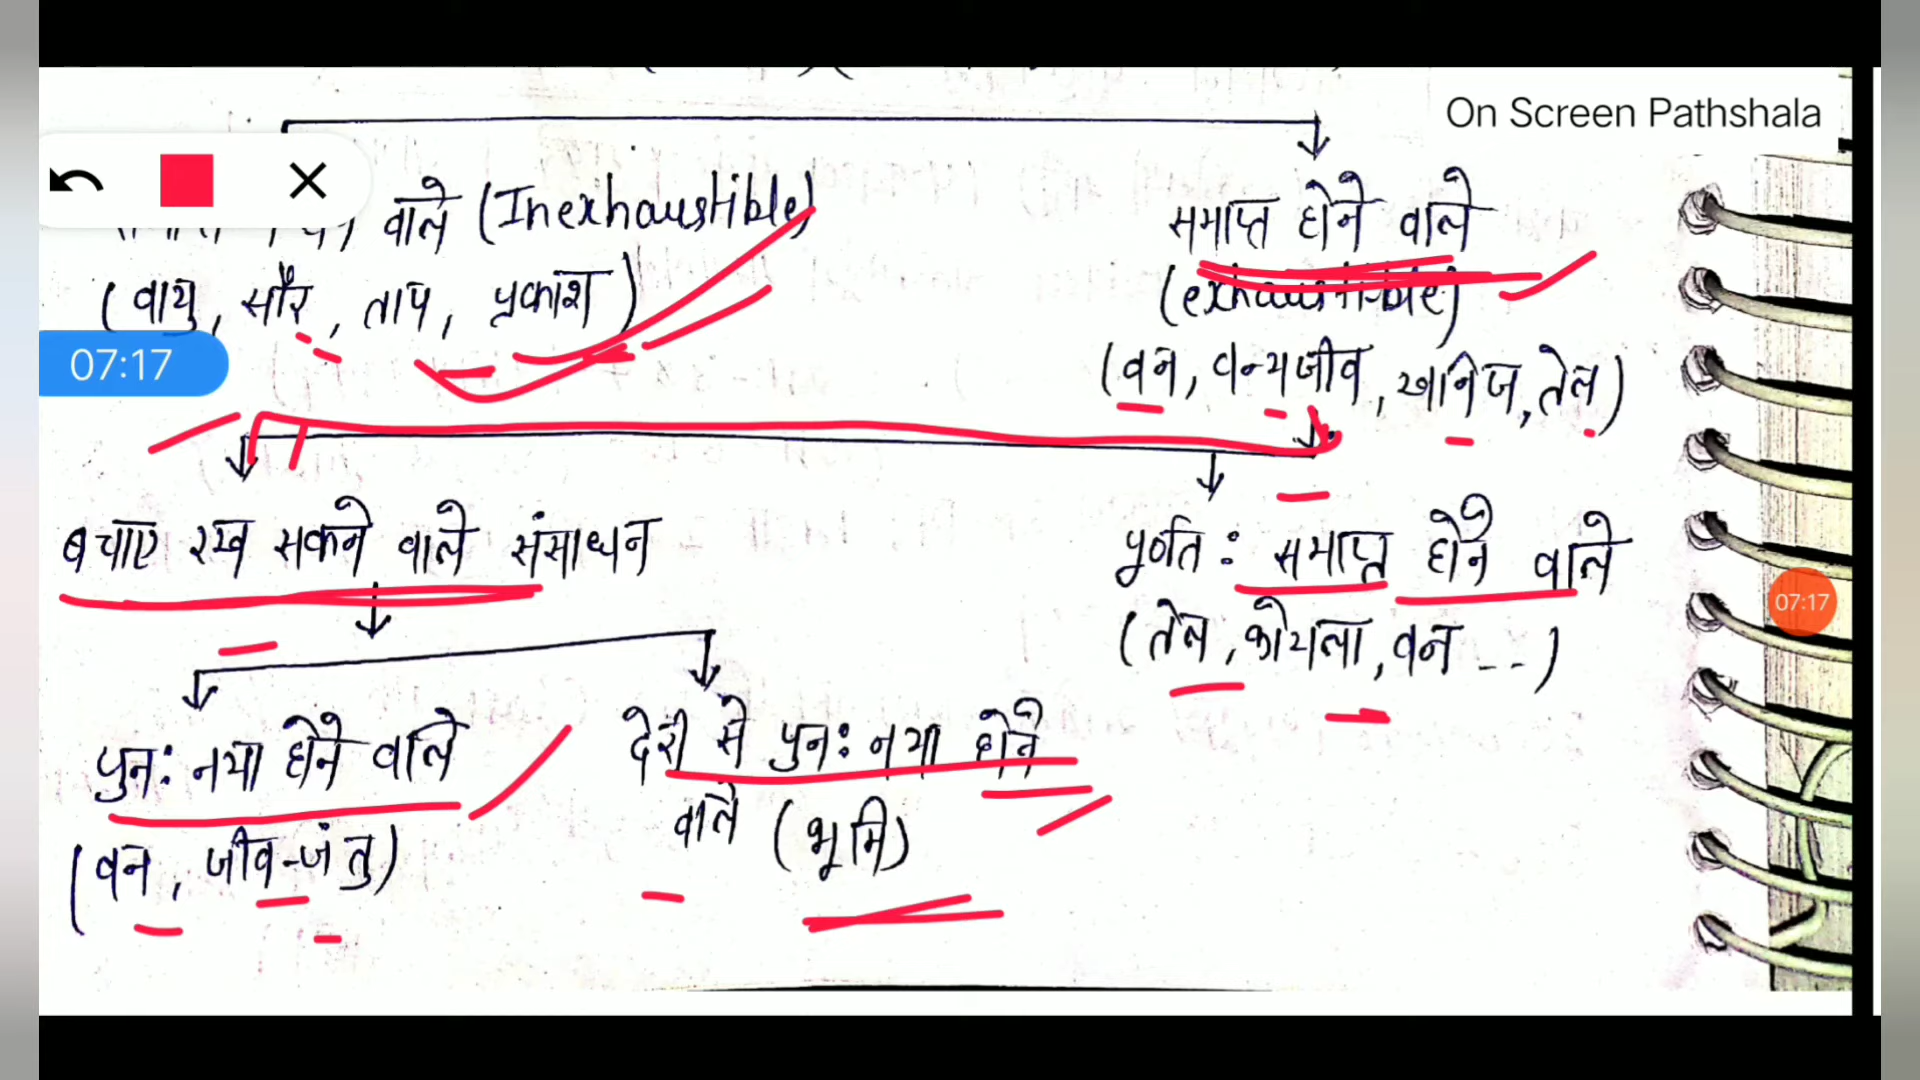 On Screen Pathshala
वाले (Inexhaustible)
(वायु, सौर, ताप, प्रकाश)
07:17
समाप्त होने वाले
(exhaustible)
(वन, वन्यजीव, खनिज, तेल)
बचाए रख सकने वाले संसाधन
पूर्णतः समाप्त होने वाले
(तेल, कोयला, वन --)
07:17
पुनः नया होने वाले
(वन, जीव-जंतु)
देरी से पुनः नया होने
वाले (भूमि)